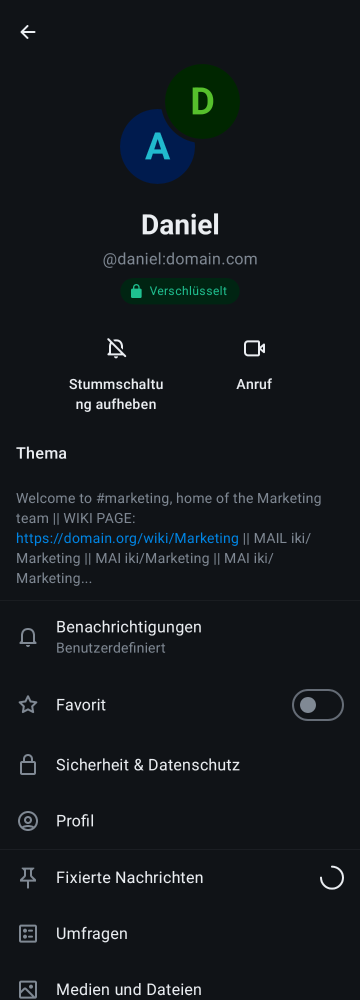 D
A
Daniel
@daniel:domain.com
Verschlüsselt
Stummschaltu
ng aufheben
Anruf
Thema
Welcome to #marketing, home of the Marketing
team || WIKI PAGE:
https://domain.org/wiki/Marketing || MAIL iki/
Marketing || MAI iki/Marketing || MAI iki/
Marketing...
Benachrichtigungen
Benutzerdefiniert
Favorit
Sicherheit & Datenschutz
Profil
Fixierte Nachrichten
Umfragen
Medien und Dateien